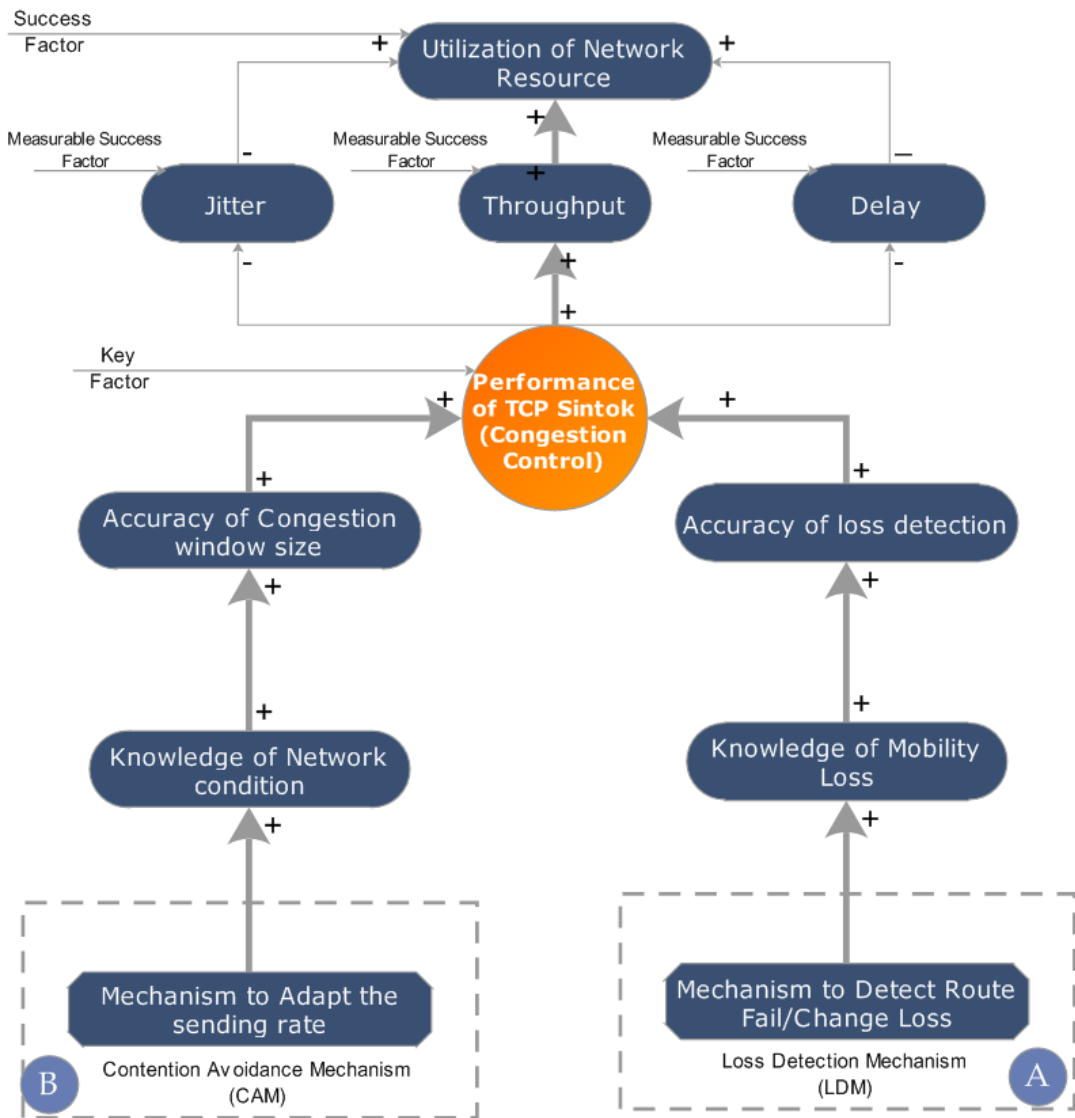 Success
Factor
+
+
Utilization of Network
Resource
+
Measurable Success
Factor
-
Measurable Success
Factor
Measurable Success
Factor
–
+
Jitter
Throughput
Delay
-
+
-
+
Key
Factor
Performance
of TCP Sintok
(Congestion
Control)
+
+
+
+
Accuracy of Congestion
window size
Accuracy of loss detection
+
+
+
+
Knowledge of Network
condition
Knowledge of Mobility
Loss
+
+
Mechanism to Adapt the
sending rate
Mechanism to Detect Route
Fail/Change Loss
B
Contention Avoidance Mechanism
(CAM)
Loss Detection Mechanism
(LDM)
A